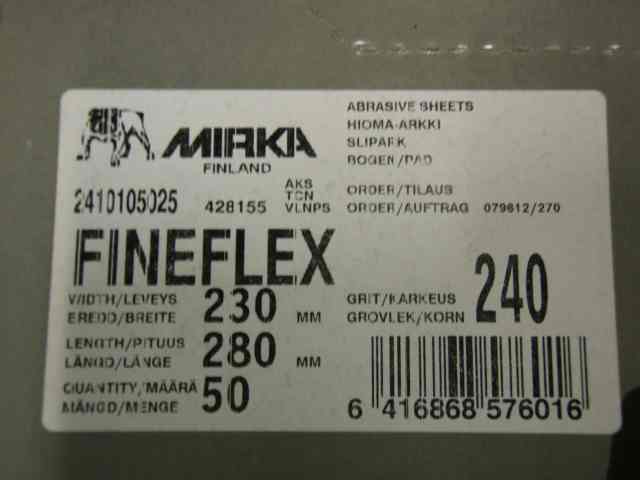 MIRKA
FINLAND
ABRASIVE SHEETS
HIOMA-ARKKI
SLIPARK
BOGEN/PAD
2410105025 428155
AKS
TCN
VLNPS
ORDER/TILAUS
ORDER/AUFTRAG 079612/270
FINEFLEX
WIDTH/LEVEYS
BREDD/BREITE 230 MM
LENGTH/PITUUS
LÄNGD/LÄNGE 280 MM
QUANTITY/MÄÄRÄ
MÄNGD/MENGE 50
GRIT/KARKEUS
GROVLEK/KORN 240
6 416868 576016